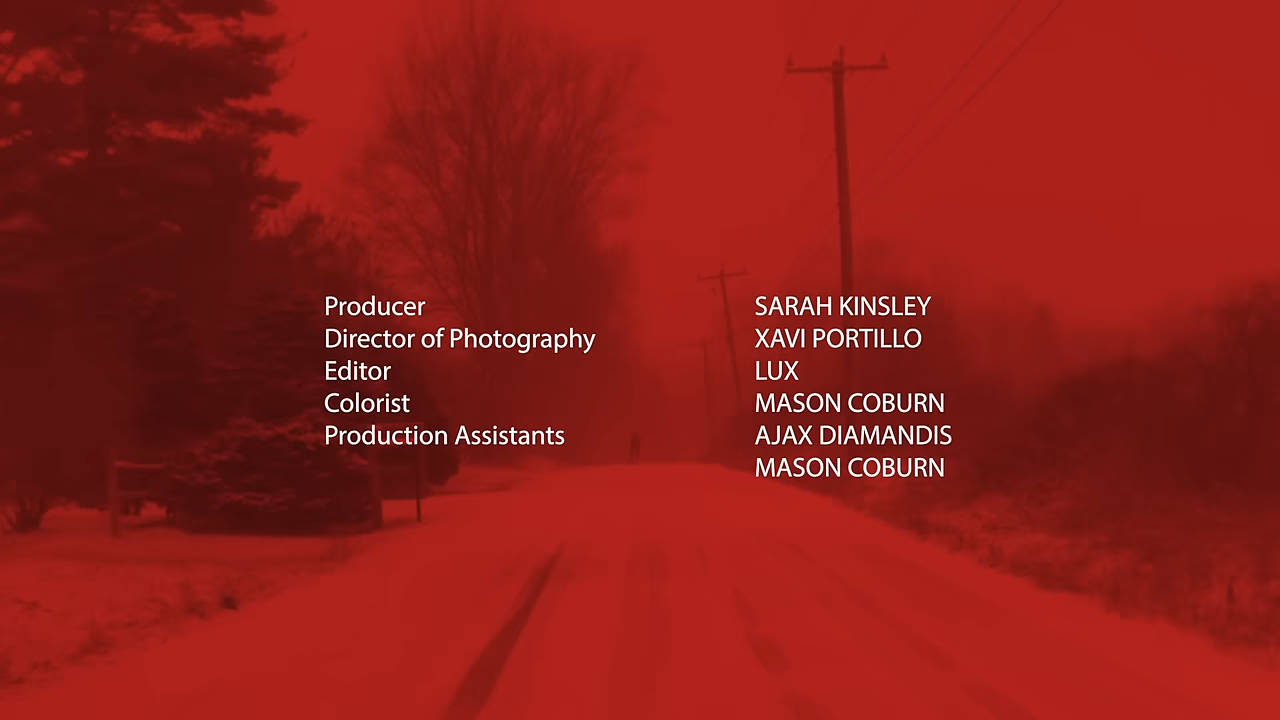 Producer SARAH KINSLEY
Director of Photography XAVI PORTILLO
Editor LUX
Colorist MASON COBURN
Production Assistants AJAX DIAMANDIS
MASON COBURN